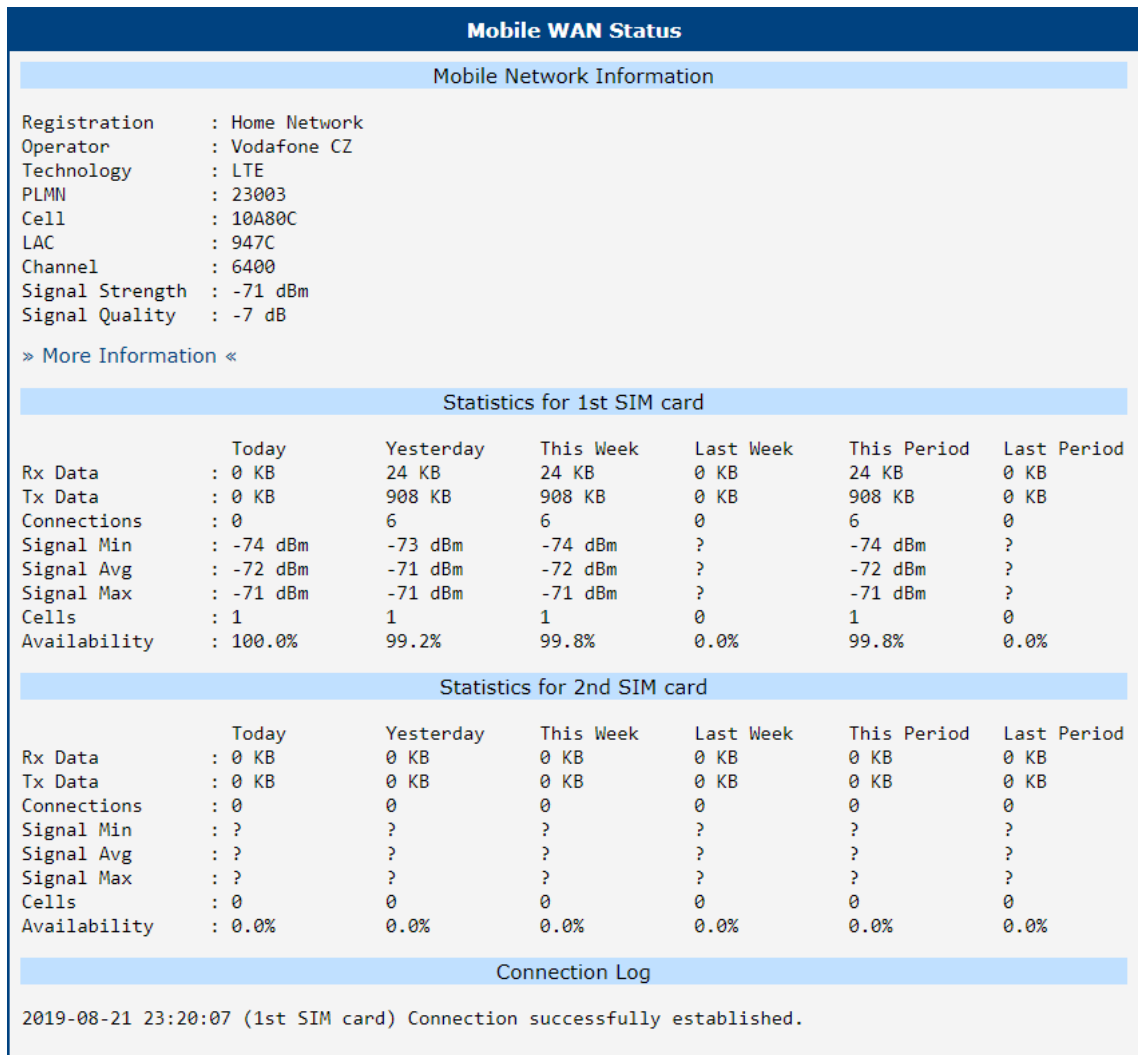 Mobile WAN Status
Mobile Network Information
Registration : Home Network
Operator : Vodafone CZ
Technology : LTE
PLMN : 23003
Cell : 10A80C
LAC : 947C
Channel : 6400
Signal Strength : -71 dBm
Signal Quality : -7 dB
» More Information «
Statistics for 1st SIM card
Today Yesterday This Week Last Week This Period Last Period
Rx Data : 0 KB 24 KB 24 KB 0 KB 24 KB 0 KB
Tx Data : 0 KB 908 KB 908 KB 0 KB 908 KB 0 KB
Connections : 0 6 6 0 6 0
Signal Min : -74 dBm -73 dBm -74 dBm ? -74 dBm ?
Signal Avg : -72 dBm -71 dBm -72 dBm ? -72 dBm ?
Signal Max : -71 dBm -71 dBm -71 dBm ? -71 dBm ?
Cells : 1 1 1 0 1 0
Availability : 100.0% 99.2% 99.8% 0.0% 99.8% 0.0%
Statistics for 2nd SIM card
Today Yesterday This Week Last Week This Period Last Period
Rx Data : 0 KB 0 KB 0 KB 0 KB 0 KB 0 KB
Tx Data : 0 KB 0 KB 0 KB 0 KB 0 KB 0 KB
Connections : 0 0 0 0 0 0
Signal Min : ? ? ? ? ? ?
Signal Avg : ? ? ? ? ? ?
Signal Max : ? ? ? ? ? ?
Cells : 0 0 0 0 0 0
Availability : 0.0% 0.0% 0.0% 0.0% 0.0% 0.0%
Connection Log
2019-08-21 23:20:07 (1st SIM card) Connection successfully established.